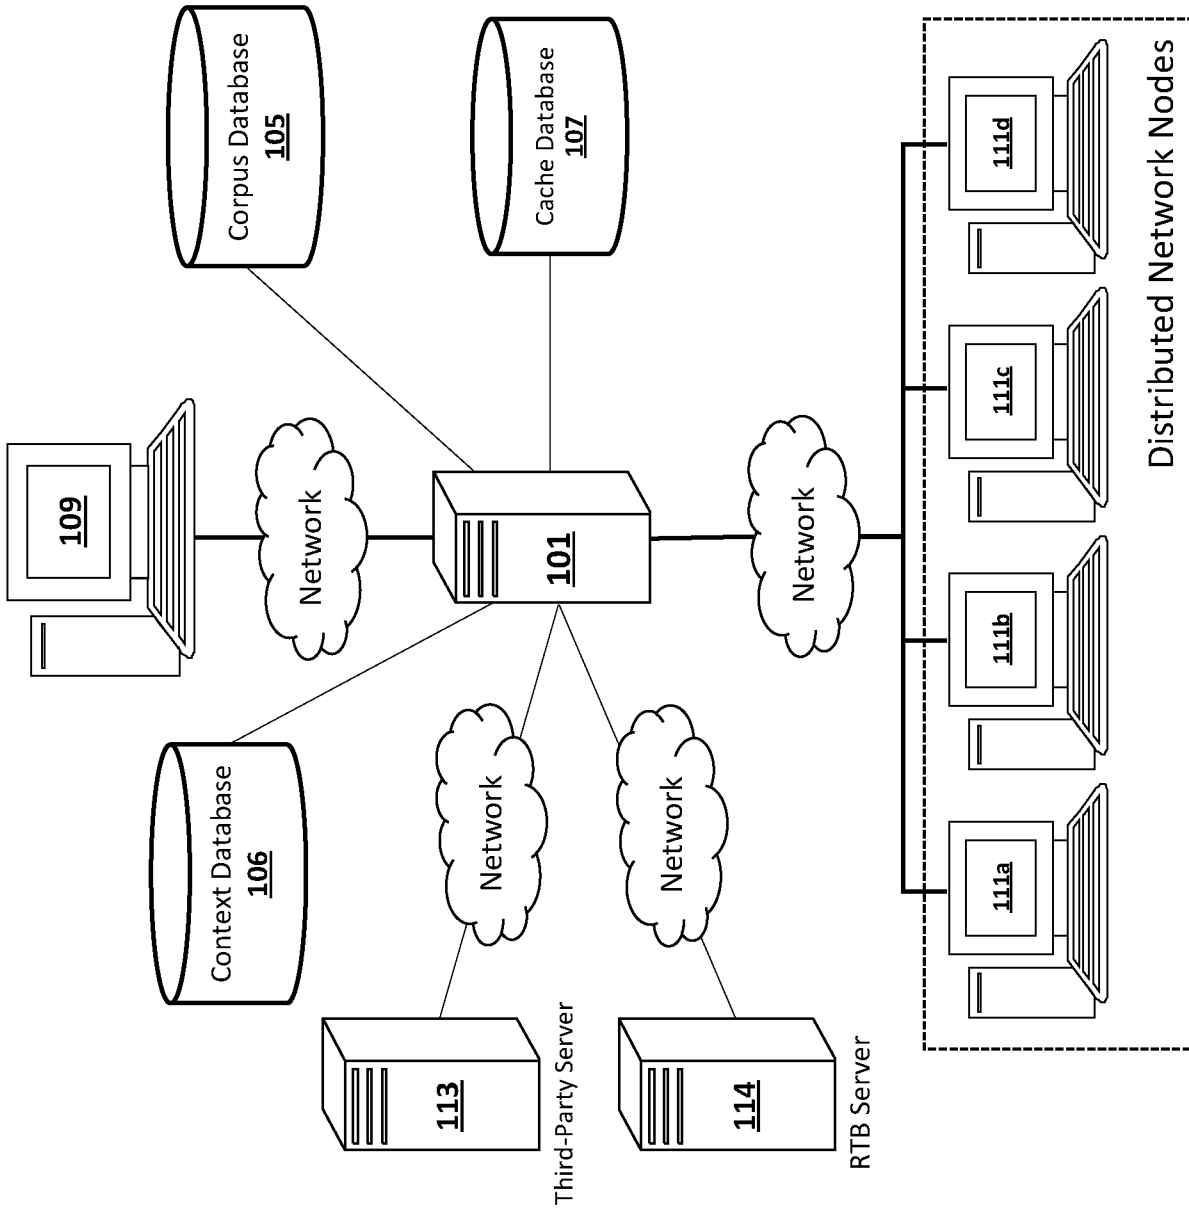 109
Network
Corpus Database
105
Cache Database
107
Context Database
106
101
Network
Network
Network
113
Third-Party Server
114
RTB Server
111a
111b
111c
111d
Distributed Network Nodes